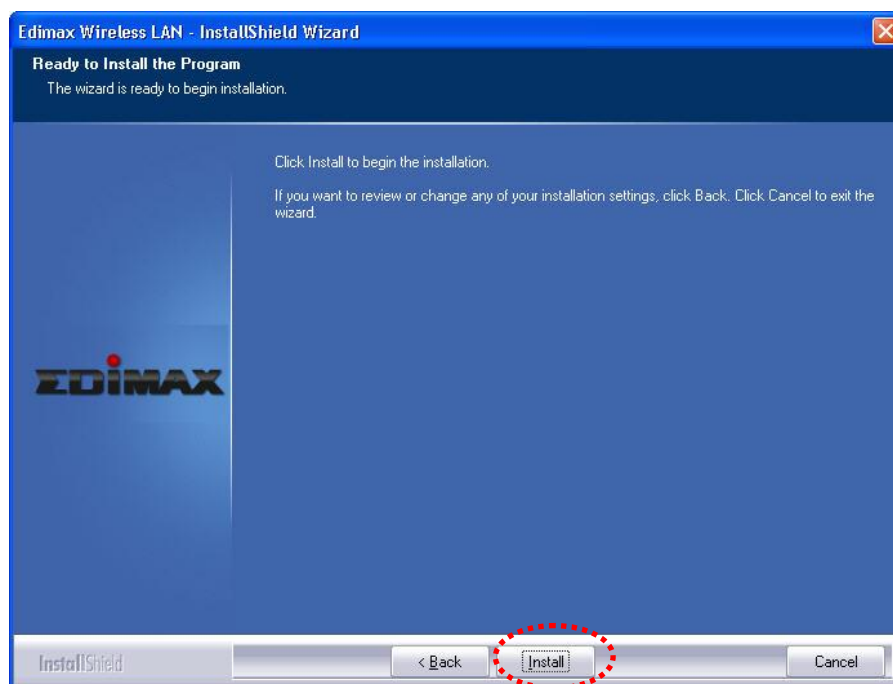 Edimax Wireless LAN - InstallShield Wizard
Ready to Install the Program
The wizard is ready to begin installation.
Click Install to begin the installation.
If you want to review or change any of your installation settings, click Back. Click Cancel to exit the
wizard.
EDIMAX
InstallShield
< Back
Install
Cancel